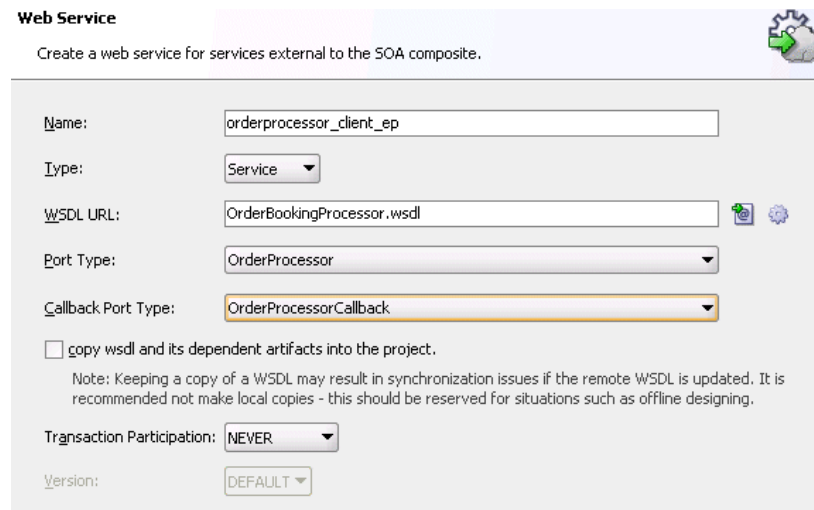 Web Service
Create a web service for services external to the SOA composite.
Name: orderprocessor_client_ep
Type: Service
WSDL URL: OrderBookingProcessor.wsdl
Port Type: OrderProcessor
Callback Port Type: OrderProcessorCallback
copy wsdl and its dependent artifacts into the project.
Note: Keeping a copy of a WSDL may result in synchronization issues if the remote WSDL is updated. It is
recommended not make local copies - this should be reserved for situations such as offline designing.
Transaction Participation: NEVER
Version: DEFAULT